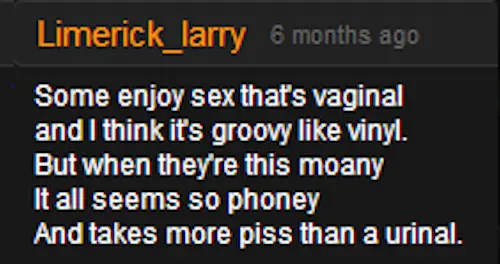 Limerick_larry 6 months ago
Some enjoy sex that's vaginal
and I think it's groovy like vinyl.
But when they're this moany
It all seems so phoney
And takes more piss than a urinal.